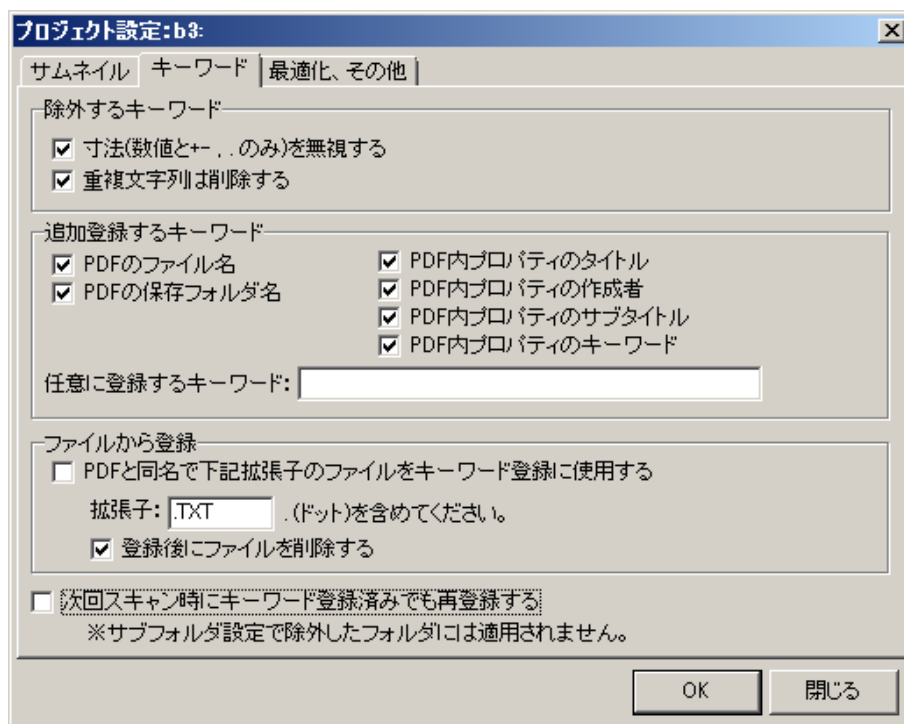 プロジェクト設定:b3:
サムネイル キーワード 最適化、その他
除外するキーワード
寸法(数値と+-,.のみ)を無視する
重複文字列は削除する
追加登録するキーワード
PDFのファイル名
PDFの保存フォルダ名
PDF内プロパティのタイトル
PDF内プロパティの作成者
PDF内プロパティのサブタイトル
PDF内プロパティのキーワード
任意に登録するキーワード:
ファイルから登録
PDFと同名で下記拡張子のファイルをキーワード登録に使用する
拡張子: .TXT .(ドット)を含めてください。
登録後にファイルを削除する
次回スキャン時にキーワード登録済みでも再登録する
※サブフォルダ設定で除外したフォルダには適用されません。
OK 閉じる